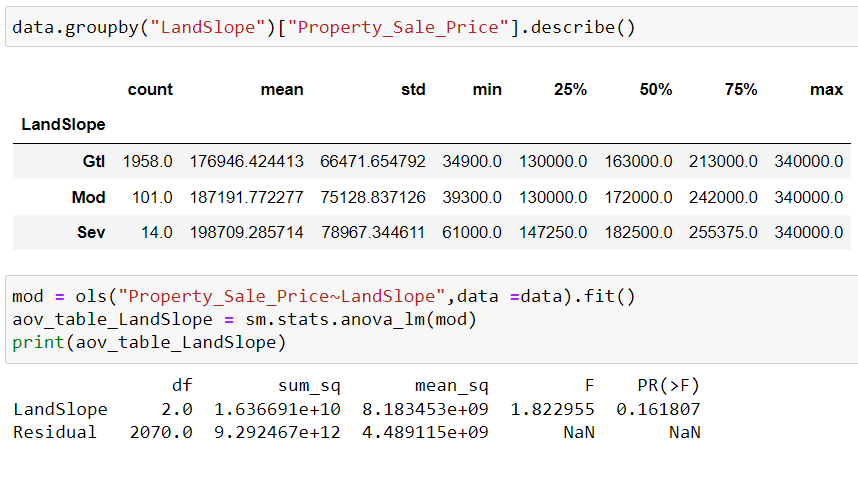 data.groupby("LandSlope")["Property_Sale_Price"].describe()
count mean std min 25% 50% 75% max
LandSlope
Gtl 1958.0 176946.424413 66471.654792 34900.0 130000.0 163000.0 213000.0 340000.0
Mod 101.0 187191.772277 75128.837126 39300.0 130000.0 172000.0 242000.0 340000.0
Sev 14.0 198709.285714 78967.344611 61000.0 147250.0 182500.0 255375.0 340000.0
mod = ols("Property_Sale_Price~LandSlope",data =data).fit()
aov_table_LandSlope = sm.stats.anova_lm(mod)
print(aov_table_LandSlope)
df sum_sq mean_sq F PR(>F)
LandSlope 2.0 1.636691e+10 8.183453e+09 1.822955 0.161807
Residual 2070.0 9.292467e+12 4.489115e+09 NaN NaN